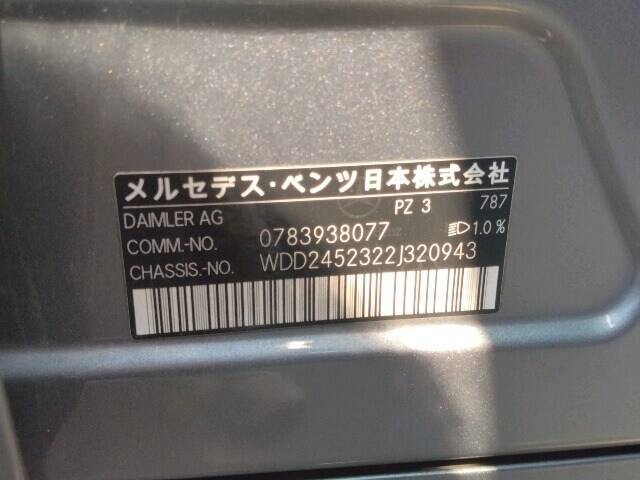 メルセデス・ベンツ日本株式会社
DAIMLER AG PZ 3 787
COMM.-NO. 0783938077 1.0%
CHASSIS.-NO. WDD2452322J320943